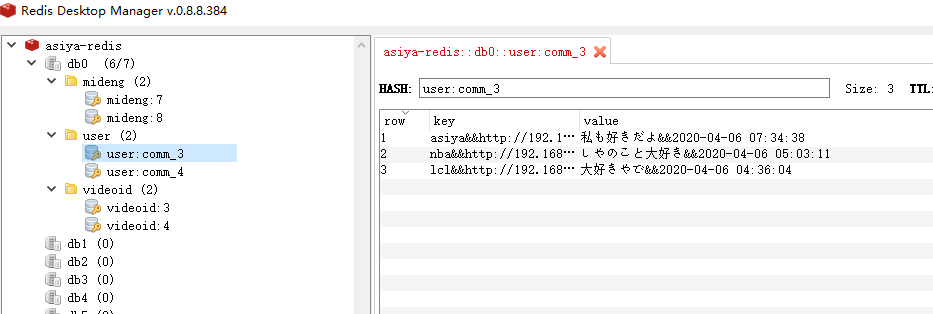 Redis Desktop Manager v.0.8.8.384
asiya-redis
db0 (6/7)
mideng (2)
mideng:7
mideng:8
user (2)
user:comm_3
user:comm_4
videoid (2)
videoid:3
videoid:4
db1 (0)
db2 (0)
db3 (0)
db4 (0)
asiya-redis::db0::user:comm_3
HASH: user:comm_3 Size: 3 TTL:
row key value
1 asiya&&http://192.1… 私も好きだよ&&2020-04-06 07:34:38
2 nba&&http://192.168… しゃのこと大好き&&2020-04-06 05:03:11
3 lcl&&http://192.168… 大好きやで&&2020-04-06 04:36:04